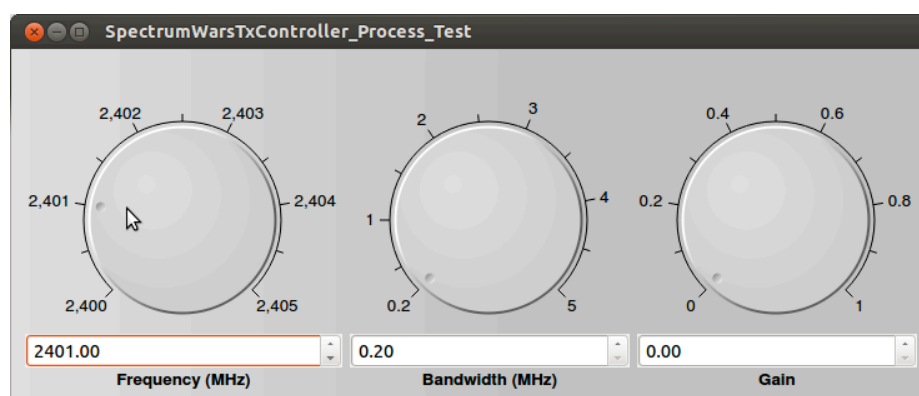 SpectrumWarsTxController_Process_Test
2,402 2,403 2 3 0.4 0.6
2,401 2,404 1 4 0.2 0.8
2,400 2,405 0.2 5 0 1
2401.00 0.20 0.00
Frequency (MHz) Bandwidth (MHz) Gain